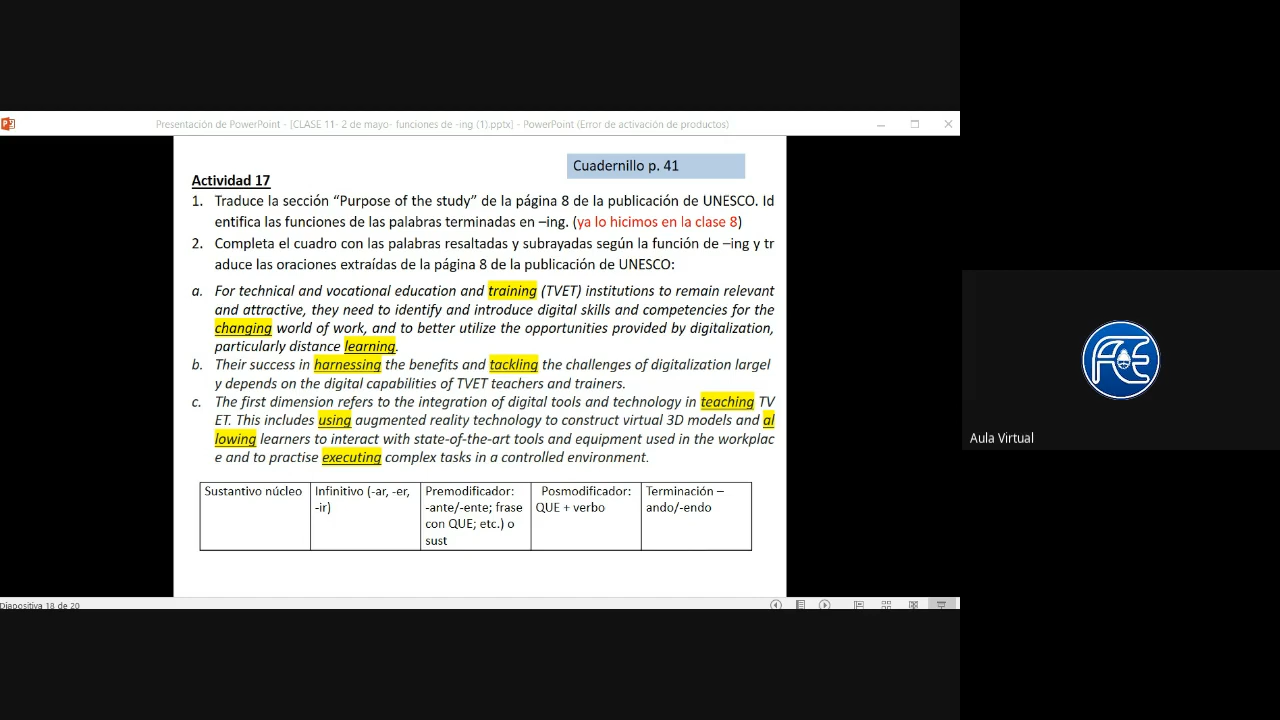 Presentación de PowerPoint - [CLASE 11- 2 de mayo- funciones de -ing (1).pptx] - PowerPoint (Error de activación de productos)
Cuadernillo p. 41
Actividad 17
1. Traduce la sección “Purpose of the study” de la página 8 de la publicación de UNESCO. Id
entifica las funciones de las palabras terminadas en –ing. (ya lo hicimos en la clase 8)
2. Completa el cuadro con las palabras resaltadas y subrayadas según la función de –ing y tr
aduce las oraciones extraídas de la página 8 de la publicación de UNESCO:
a. For technical and vocational education and training (TVET) institutions to remain relevant
and attractive, they need to identify and introduce digital skills and competencies for the
changing world of work, and to better utilize the opportunities provided by digitalization,
particularly distance learning.
b. Their success in harnessing the benefits and tackling the challenges of digitalization largel
y depends on the digital capabilities of TVET teachers and trainers.
c. The first dimension refers to the integration of digital tools and technology in teaching TV
ET. This includes using augmented reality technology to construct virtual 3D models and al
lowing learners to interact with state-of-the-art tools and equipment used in the workplac
e and to practise executing complex tasks in a controlled environment.
Sustantivo núcleo
Infinitivo (-ar, -er,
-ir)
Premodificador:
-ante/-ente; frase
con QUE; etc.) o
sust
Posmodificador:
QUE + verbo
Terminación –
ando/-endo
Diapositiva 18 de 20
Aula Virtual